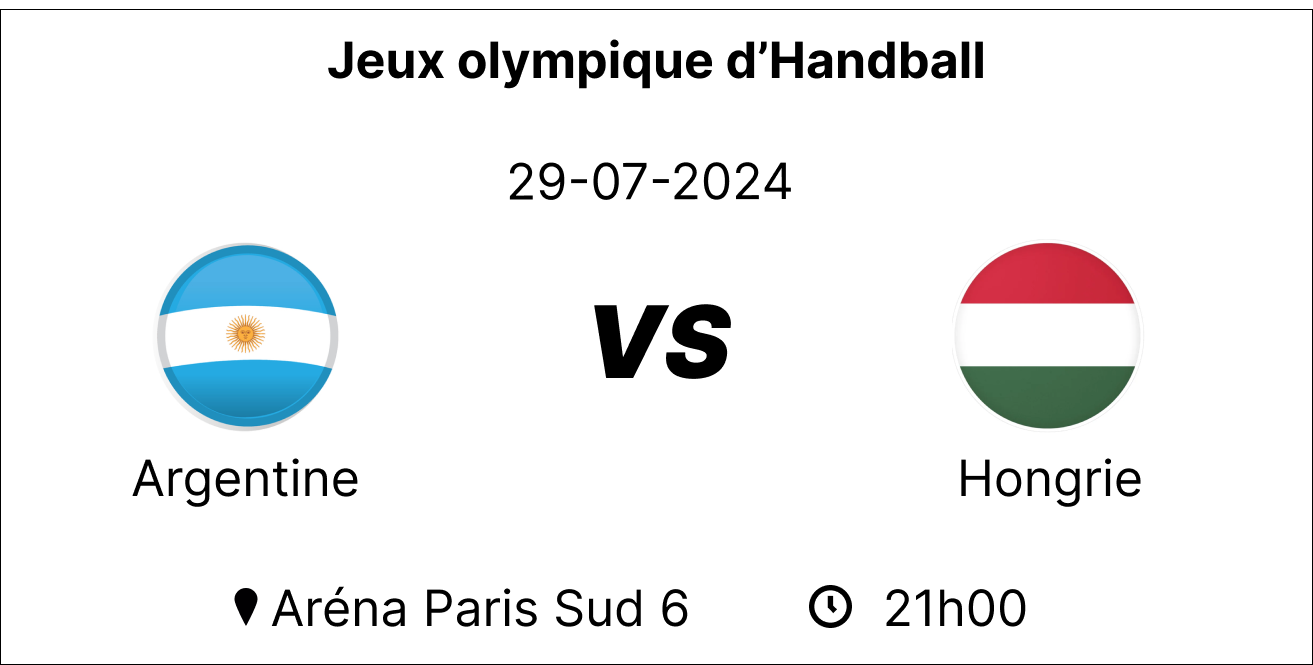 Jeux olympique d’Handball
29-07-2024
VS
Argentine
Hongrie
Aréna Paris Sud 6
21h00